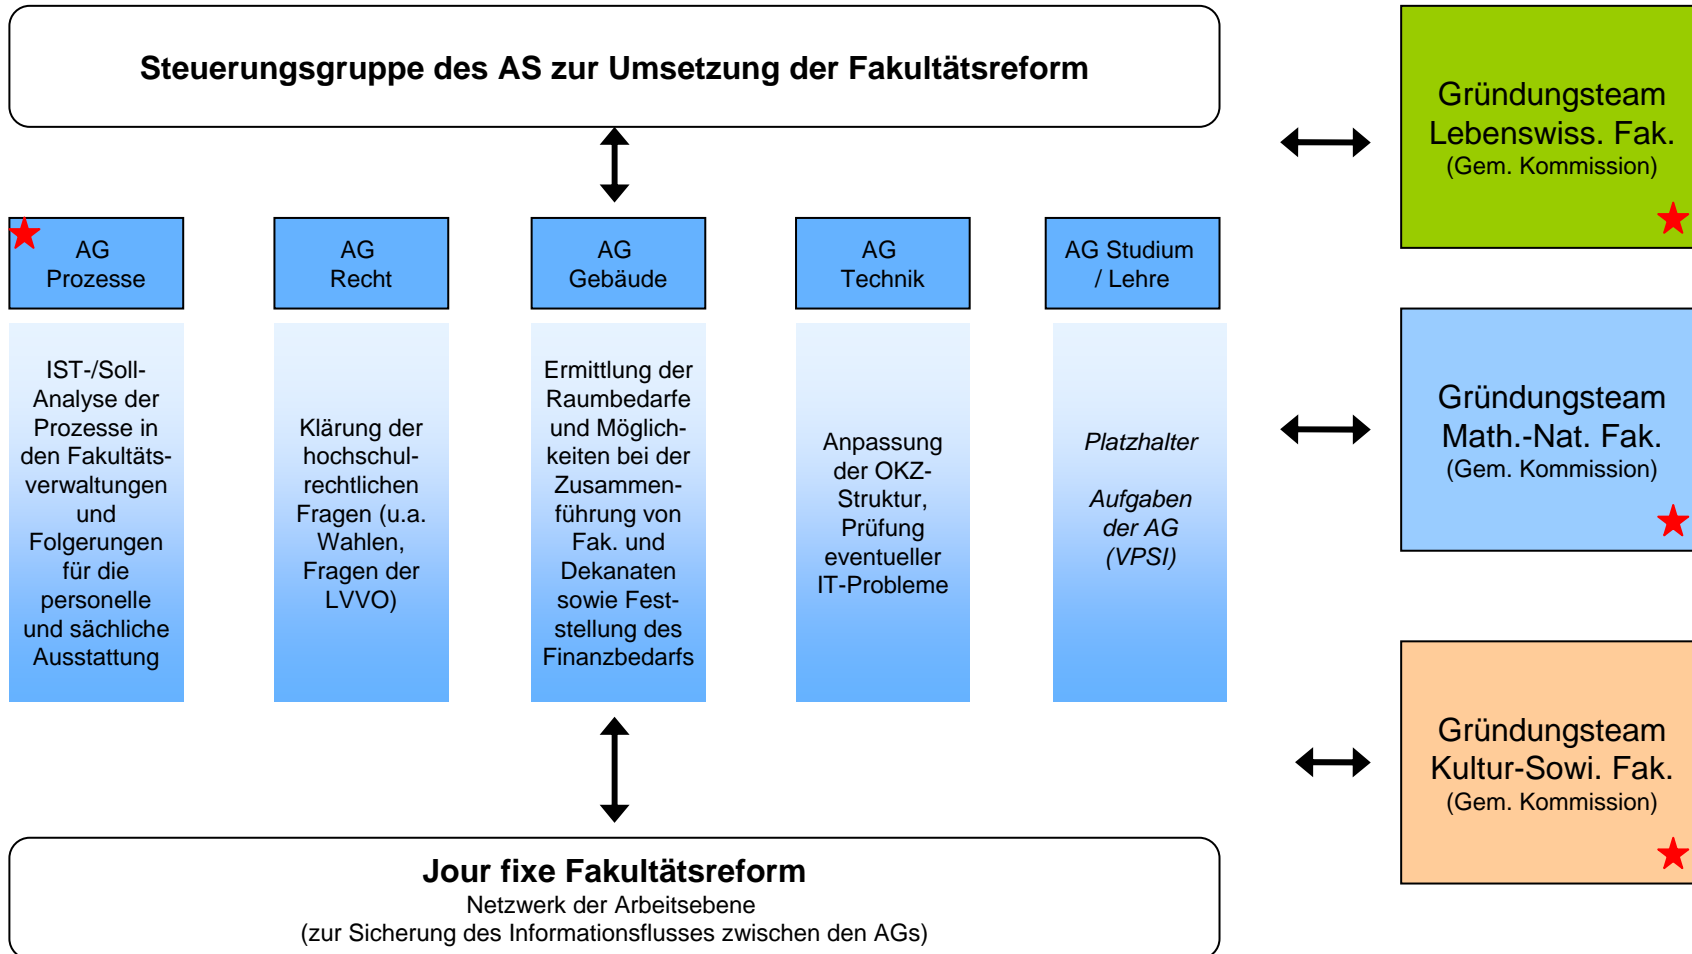 Steuerungsgruppe des AS zur Umsetzung der Fakultätsreform
AG
Prozesse
AG
Recht
AG
Gebäude
AG
Technik
AG Studium
/ Lehre
IST-/Soll-
Analyse der
Prozesse in
den Fakultäts-
verwaltungen
und
Folgerungen
für die
personelle
und sächliche
Ausstattung
Klärung der
hochschul-
rechtlichen
Fragen (u.a.
Wahlen,
Fragen der
LVVO)
Ermittlung der
Raumbedarfe
und Möglich-
keiten bei der
Zusammen-
führung von
Fak. und
Dekanaten
sowie Fest-
stellung des
Finanzbedarfs
Anpassung
der OKZ-
Struktur,
Prüfung
eventueller
IT-Probleme
Platzhalter
Aufgaben
der AG
(VPSI)
Jour fixe Fakultätsreform
Netzwerk der Arbeitsebene
(zur Sicherung des Informationsflusses zwischen den AGs)
Gründungsteam
Lebenswiss. Fak.
(Gem. Kommission)
Gründungsteam
Math.-Nat. Fak.
(Gem. Kommission)
Gründungsteam
Kultur-Sowi. Fak.
(Gem. Kommission)